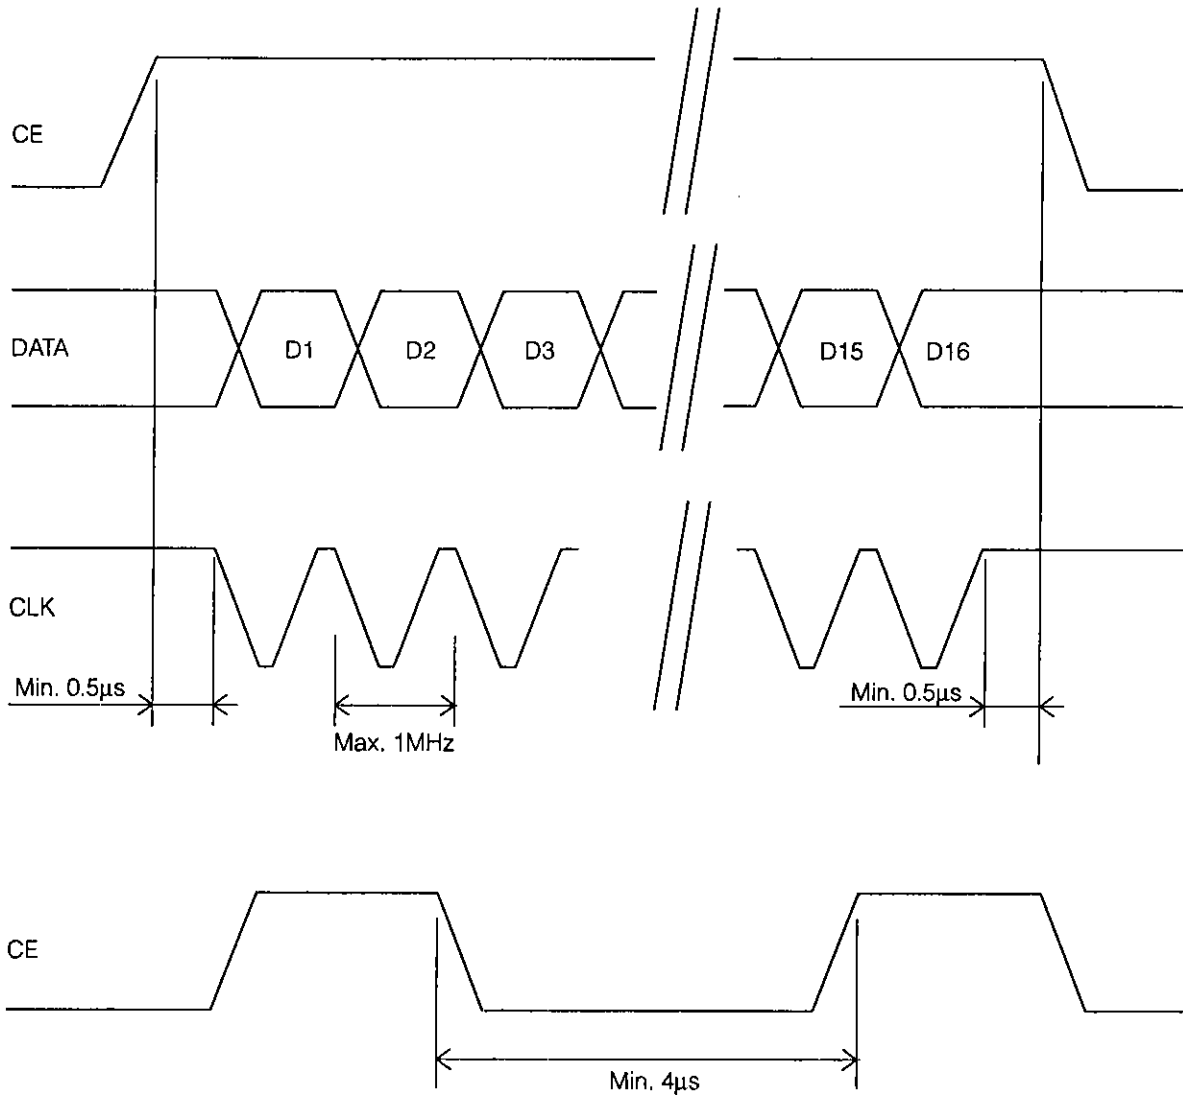 CE
DATA
D1 D2 D3 D15 D16
CLK
Min. 0.5μs
Max. 1MHz
Min. 0.5μs
CE
Min. 4μs